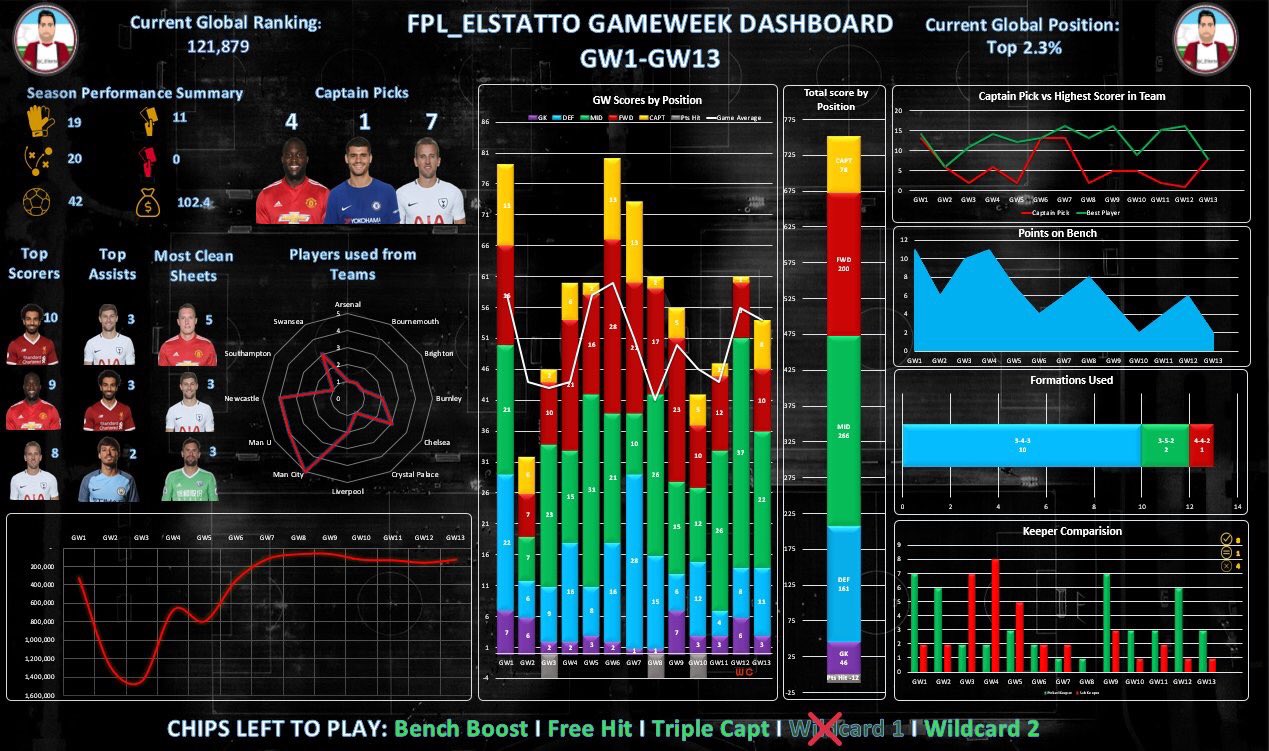 FPL_ELSTATTO GAMEWEEK DASHBOARD
GW1-GW13
Current Global Ranking:
121,879
Current Global Position:
Top 2.3%
Season Performance Summary
19
11
20
0
42
102.4
Captain Picks
4 1 7
Top Scorers
10
9
8
Top Assists
3
3
2
Most Clean Sheets
5
3
3
Players used from Teams
Arsenal
Bournemouth
Brighton
Burnley
Chelsea
Crystal Palace
Liverpool
Man City
Man U
Newcastle
Southampton
Swansea
5
4
3
2
1
0
GW1 GW2 GW3 GW4 GW5 GW6 GW7 GW8 GW9 GW10 GW11 GW12 GW13
-
200,000
400,000
600,000
800,000
1,000,000
1,200,000
1,400,000
1,600,000
GW Scores by Position
GK DEF MID FWD CAPT Pts Hit Game Average
86
81
76
71
66
61
56
51
46
41
36
31
26
21
16
11
6
1
-4
GW1 GW2 GW3 GW4 GW5 GW6 GW7 GW8 GW9 GW10 GW11 GW12 GW13
WC
Total score by Position
775
725
675
625
575
525
475
425
375
325
275
225
175
125
75
25
-25
CAPT
78
FWD
200
MID
266
DEF
161
GK
46
Pts Hit -12
Captain Pick vs Highest Scorer in Team
20
15
10
5
0
GW1 GW2 GW3 GW4 GW5 GW6 GW7 GW8 GW9 GW10 GW11 GW12 GW13
Captain Pick Best Player
Points on Bench
12
10
8
6
4
2
0
GW1 GW2 GW3 GW4 GW5 GW6 GW7 GW8 GW9 GW10 GW11 GW12 GW13
Formations Used
3-4-3
10
3-5-2
2
4-4-2
1
0 2 4 6 8 10 12 14
Keeper Comparision
8
1
4
9
8
7
6
5
4
3
2
1
0
GW1 GW2 GW3 GW4 GW5 GW6 GW7 GW8 GW9 GW10 GW11 GW12 GW13
CHIPS LEFT TO PLAY: Bench Boost I Free Hit I Triple Capt I Wildcard 1 I Wildcard 2